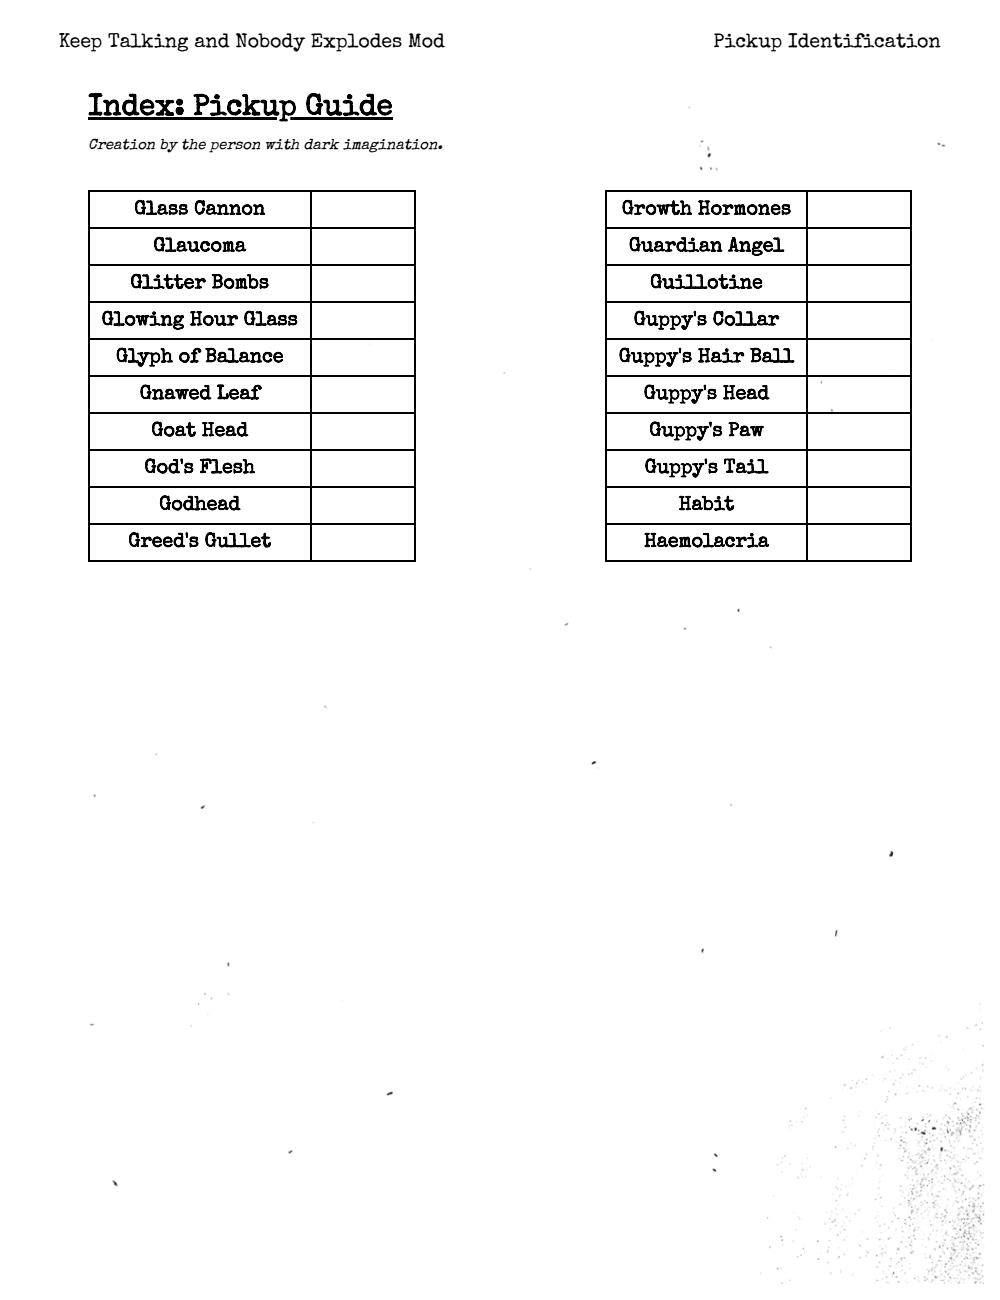 Keep Talking and Nobody Explodes Mod
Pickup Identification
Index: Pickup Guide
Creation by the person with dark imagination.
Glass Cannon
Glaucoma
Glitter Bombs
Glowing Hour Glass
Glyph of Balance
Gnawed Leaf
Goat Head
God's Flesh
Godhead
Greed's Gullet
Growth Hormones
Guardian Angel
Guillotine
Guppy's Collar
Guppy's Hair Ball
Guppy's Head
Guppy's Paw
Guppy's Tail
Habit
Haemolacria